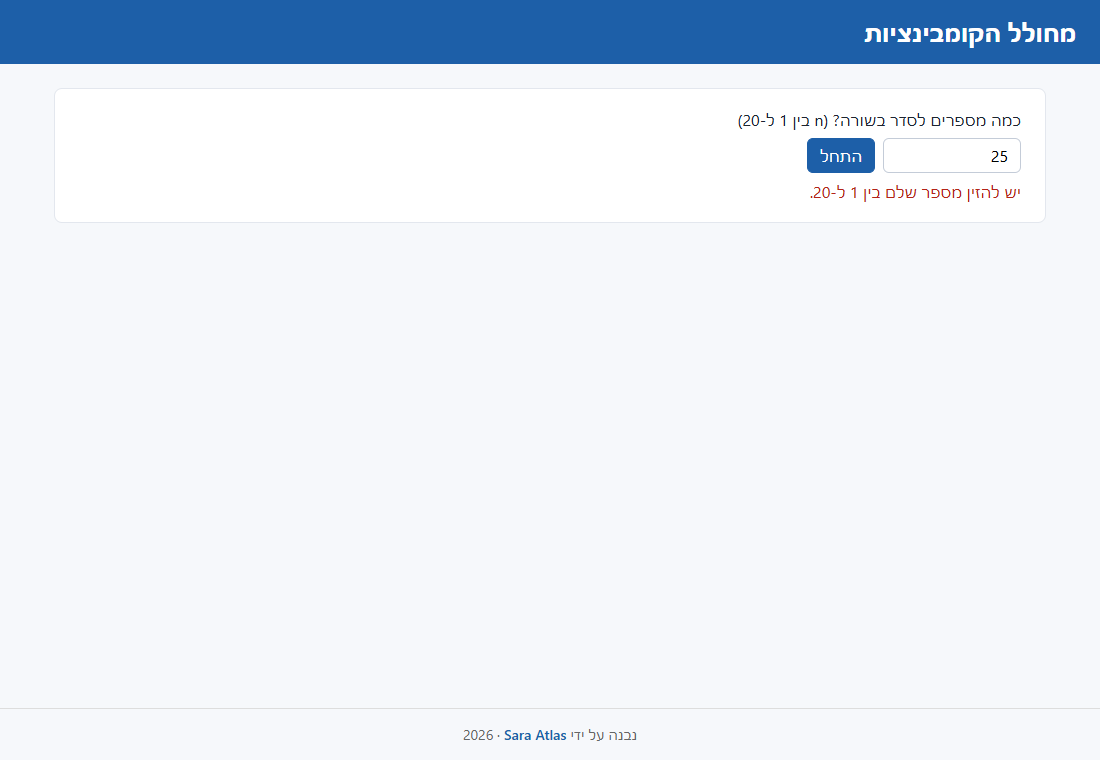 מחולל הקומבינציות
כמה מספרים לסדר בשורה? (n בין 1 ל-20)
25
התחל
יש להזין מספר שלם בין 1 ל-20.
נבנה על ידי Sara Atlas · 2026